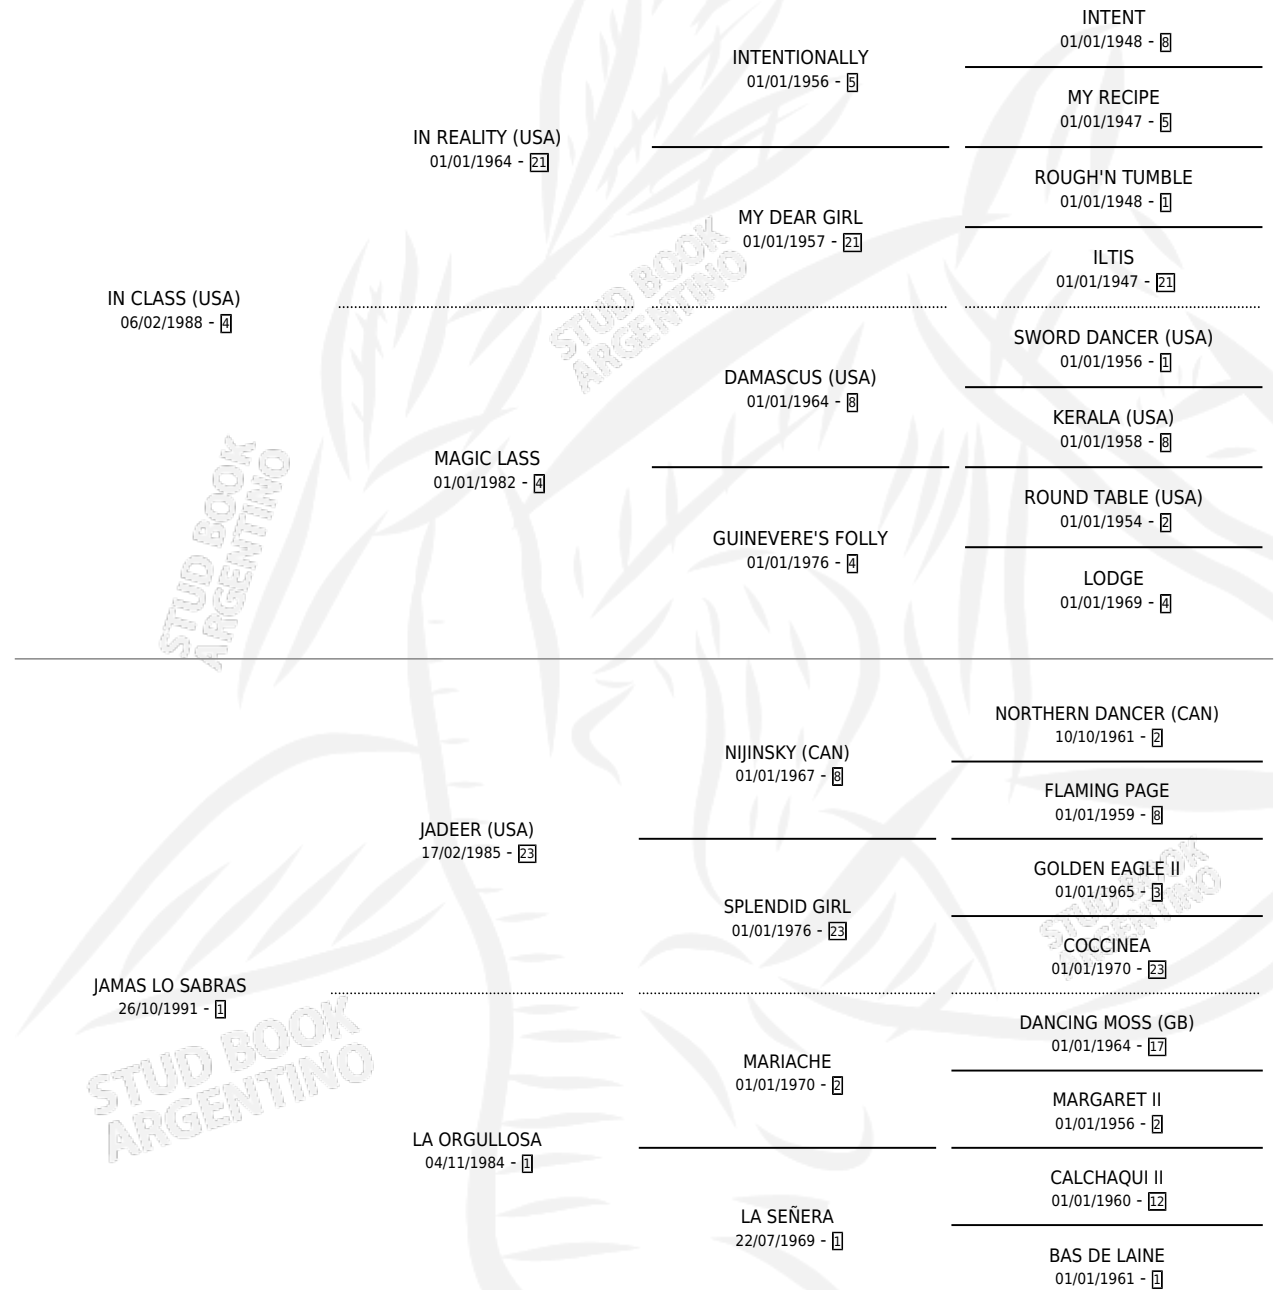 INTENT
01/01/1948 - 8
INTENTIONALLY
01/01/1956 - 5
MY RECIPE
01/01/1947 - 5
IN REALITY (USA)
01/01/1964 - 21
ROUGH'N TUMBLE
01/01/1948 - 1
MY DEAR GIRL
01/01/1957 - 21
ILTIS
01/01/1947 - 21
IN CLASS (USA)
06/02/1988 - 4
STUD BOOK
ARGENTINO
SWORD DANCER (USA)
01/01/1956 - 1
DAMASCUS (USA)
01/01/1964 - 8
KERALA (USA)
01/01/1958 - 8
MAGIC LASS
01/01/1982 - 4
ROUND TABLE (USA)
01/01/1954 - 2
GUINEVERE'S FOLLY
01/01/1976 - 4
LODGE
01/01/1969 - 4
STUD BOOK
ARGENTINO
NORTHERN DANCER (CAN)
10/10/1961 - 2
NIJINSKY (CAN)
01/01/1967 - 8
FLAMING PAGE
01/01/1959 - 8
JADEER (USA)
17/02/1985 - 23
GOLDEN EAGLE II
01/01/1965 - 3
SPLENDID GIRL
01/01/1976 - 23
STUD BOOK
ARGENTINO
COCCINEA
01/01/1970 - 23
JAMAS LO SABRAS
26/10/1991 - 1
DANCING MOSS (GB)
01/01/1964 - 17
MARIACHE
01/01/1970 - 2
MARGARET II
01/01/1956 - 2
STUD BOOK
ARGENTINO
LA ORGULLOSA
04/11/1984 - 1
CALCHAQUI II
01/01/1960 - 12
LA SEÑERA
22/07/1969 - 1
BAS DE LAINE
01/01/1961 - 1